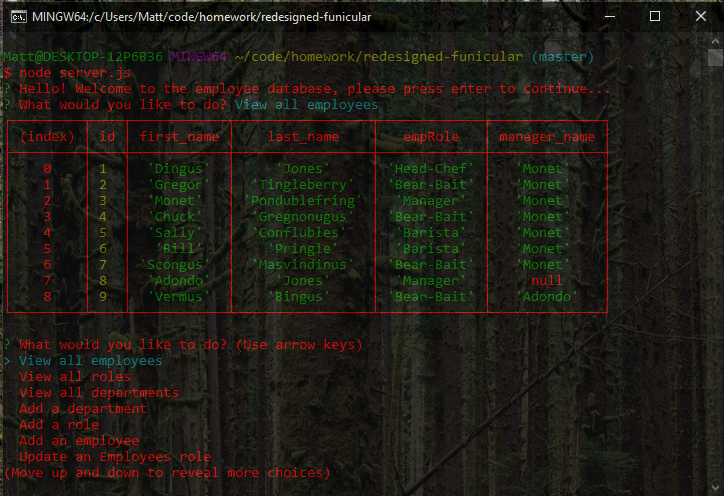 MINGW64:/c/Users/Matt/code/homework/redesigned-funicular
Matt@DESKTOP-12P6B36 MINGW64 ~/code/homework/redesigned-funicular (master)
$ node server.js
? Hello! Welcome to the employee database, please press enter to continue...
? What would you like to do? View all employees
(index) id first_name last_name empRole manager_name
0 1 'Dingus' 'Jones' 'Head-Chef' 'Monet'
1 2 'Gregor' 'Tingleberry' 'Bear-Bait' 'Monet'
2 3 'Monet' 'Pondublefring' 'Manager' 'Monet'
3 4 'Chuck' 'Gregnonugus' 'Bear-Bait' 'Monet'
4 5 'Sally' 'Conflubles' 'Barista' 'Monet'
5 6 'Bill' 'Pringle' 'Barista' 'Monet'
6 7 'Scongus' 'Masvindinus' 'Bear-Bait' 'Monet'
7 8 'Adondo' 'Jones' 'Manager' null
8 9 'Vermus' 'Bingus' 'Bear-Bait' 'Adondo'
? What would you like to do? (Use arrow keys)
> View all employees
View all roles
View all departments
Add a department
Add a role
Add an employee
Update an Employees role
(Move up and down to reveal more choices)